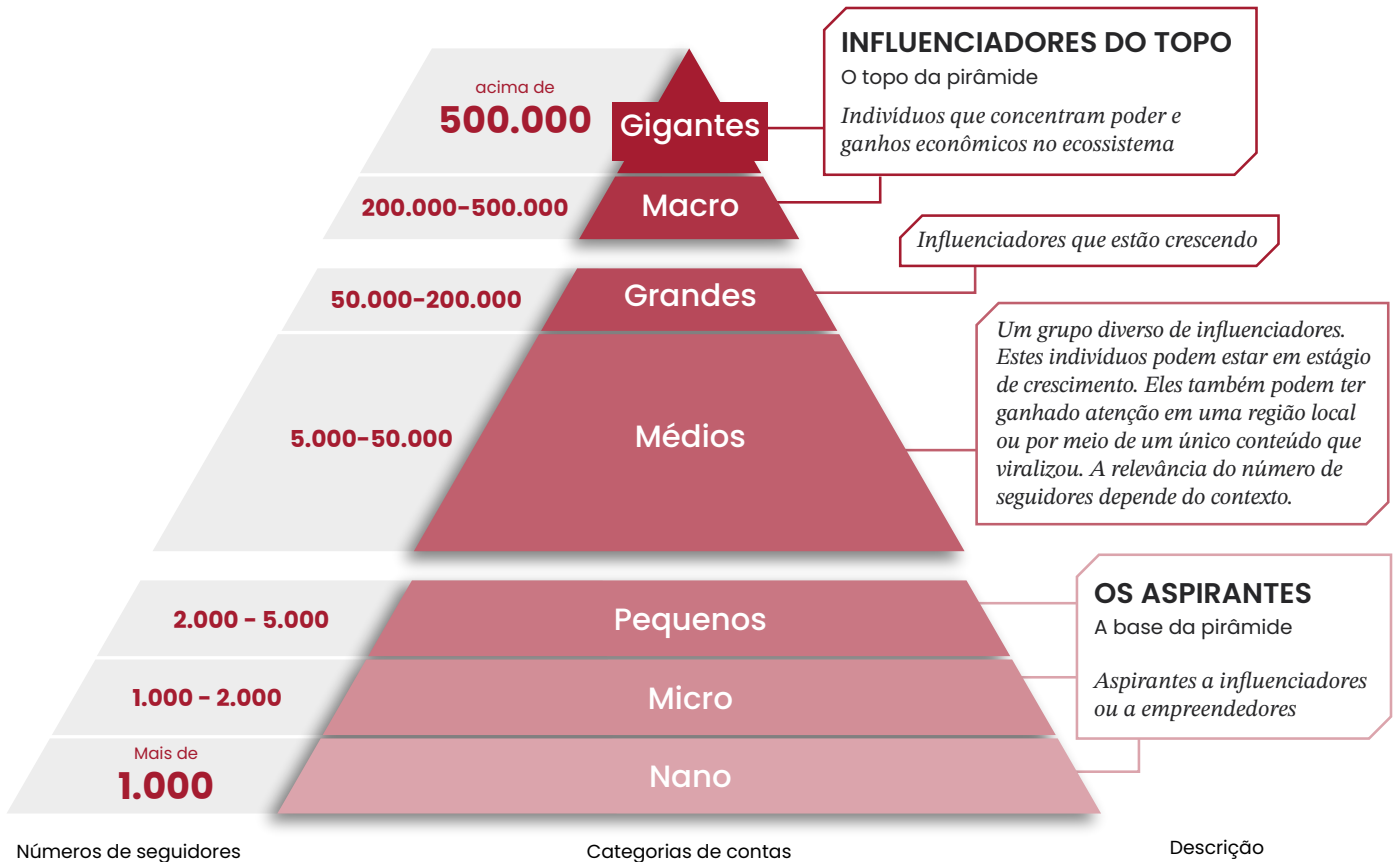 acima de
500.000
Gigantes
INFLUENCIADORES DO TOPO
O topo da pirâmide
Indivíduos que concentram poder e
ganhos econômicos no ecossistema
200.000-500.000
Macro
Influenciadores que estão crescendo
50.000-200.000
Grandes
5.000-50.000
Médios
Um grupo diverso de influenciadores.
Estes indivíduos podem estar em estágio
de crescimento. Eles também podem ter
ganhado atenção em uma região local
ou por meio de um único conteúdo que
viralizou. A relevância do número de
seguidores depende do contexto.
2.000 - 5.000
Pequenos
OS ASPIRANTES
A base da pirâmide
Aspirantes a influenciadores
ou a empreendedores
1.000 - 2.000
Micro
Mais de
1.000
Nano
Números de seguidores
Categorias de contas
Descrição